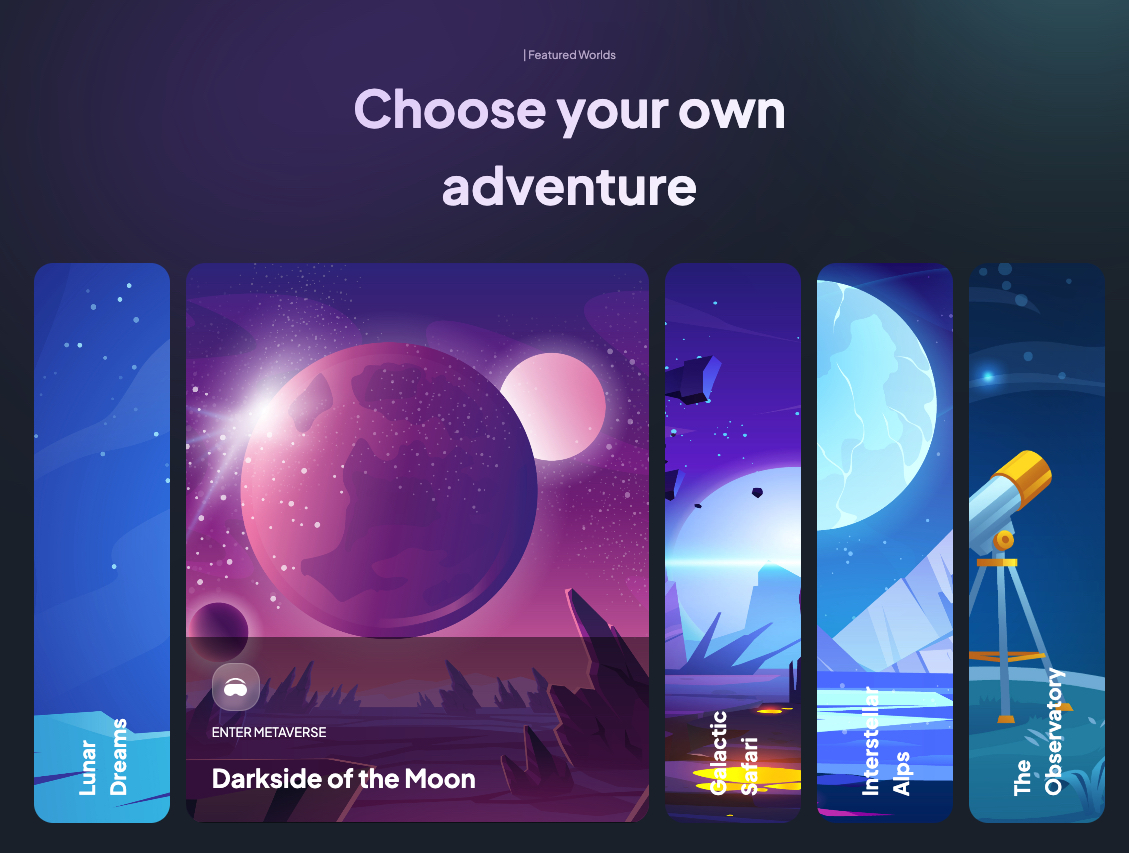 | Featured Worlds
Choose your own
adventure
Lunar
Dreams
ENTER METAVERSE
Darkside of the Moon
Galactic
Safari
Interstellar
Alps
The
Observatory